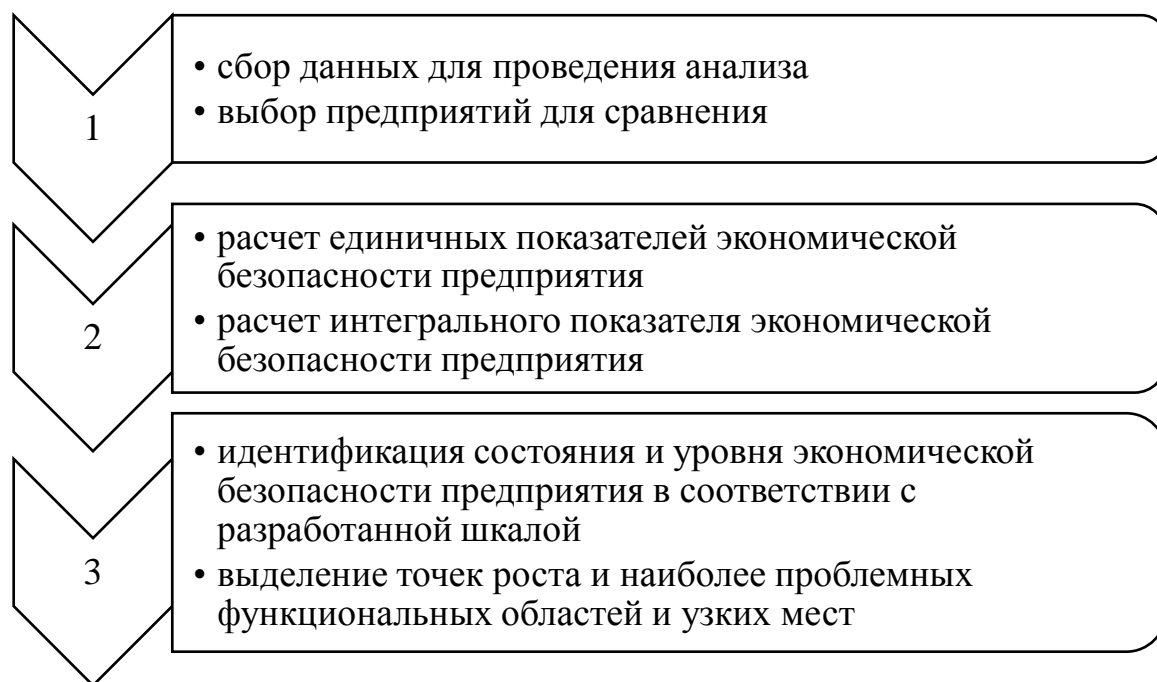 1
• сбор данных для проведения анализа
• выбор предприятий для сравнения
2
• расчет единичных показателей экономической
безопасности предприятия
• расчет интегрального показателя экономической
безопасности предприятия
3
• идентификация состояния и уровня экономической
безопасности предприятия в соответствии с
разработанной шкалой
• выделение точек роста и наиболее проблемных
функциональных областей и узких мест